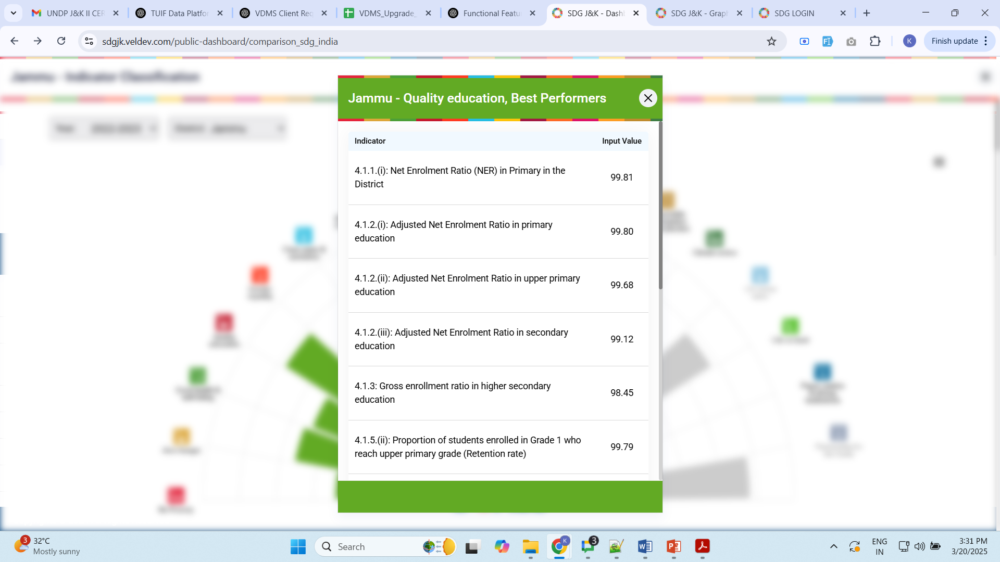 UNDP J&K II CER
TUIF Data Platfor
VDMS Client Req
VDMS_Upgrade_
Functional Featu
SDG J&K - Dash
SDG J&K - Grap
SDG LOGIN
sdgjk.veldev.com/public-dashboard/comparison_sdg_india
K
Finish update
Jammu - Indicator Classification
Jammu - Quality education, Best Performers
Indicator Input Value
4.1.1.(i): Net Enrolment Ratio (NER) in Primary in the
District
99.81
4.1.2.(i): Adjusted Net Enrolment Ratio in primary
education
99.80
4.1.2.(ii): Adjusted Net Enrolment Ratio in upper primary
education
99.68
4.1.2.(iii): Adjusted Net Enrolment Ratio in secondary
education
99.12
4.1.3: Gross enrollment ratio in higher secondary
education
98.45
4.1.5.(ii): Proportion of students enrolled in Grade 1 who
reach upper primary grade (Retention rate)
99.79
3
32°C
Mostly sunny
Search
K
3
ENG
IN
3:31 PM
3/20/2025